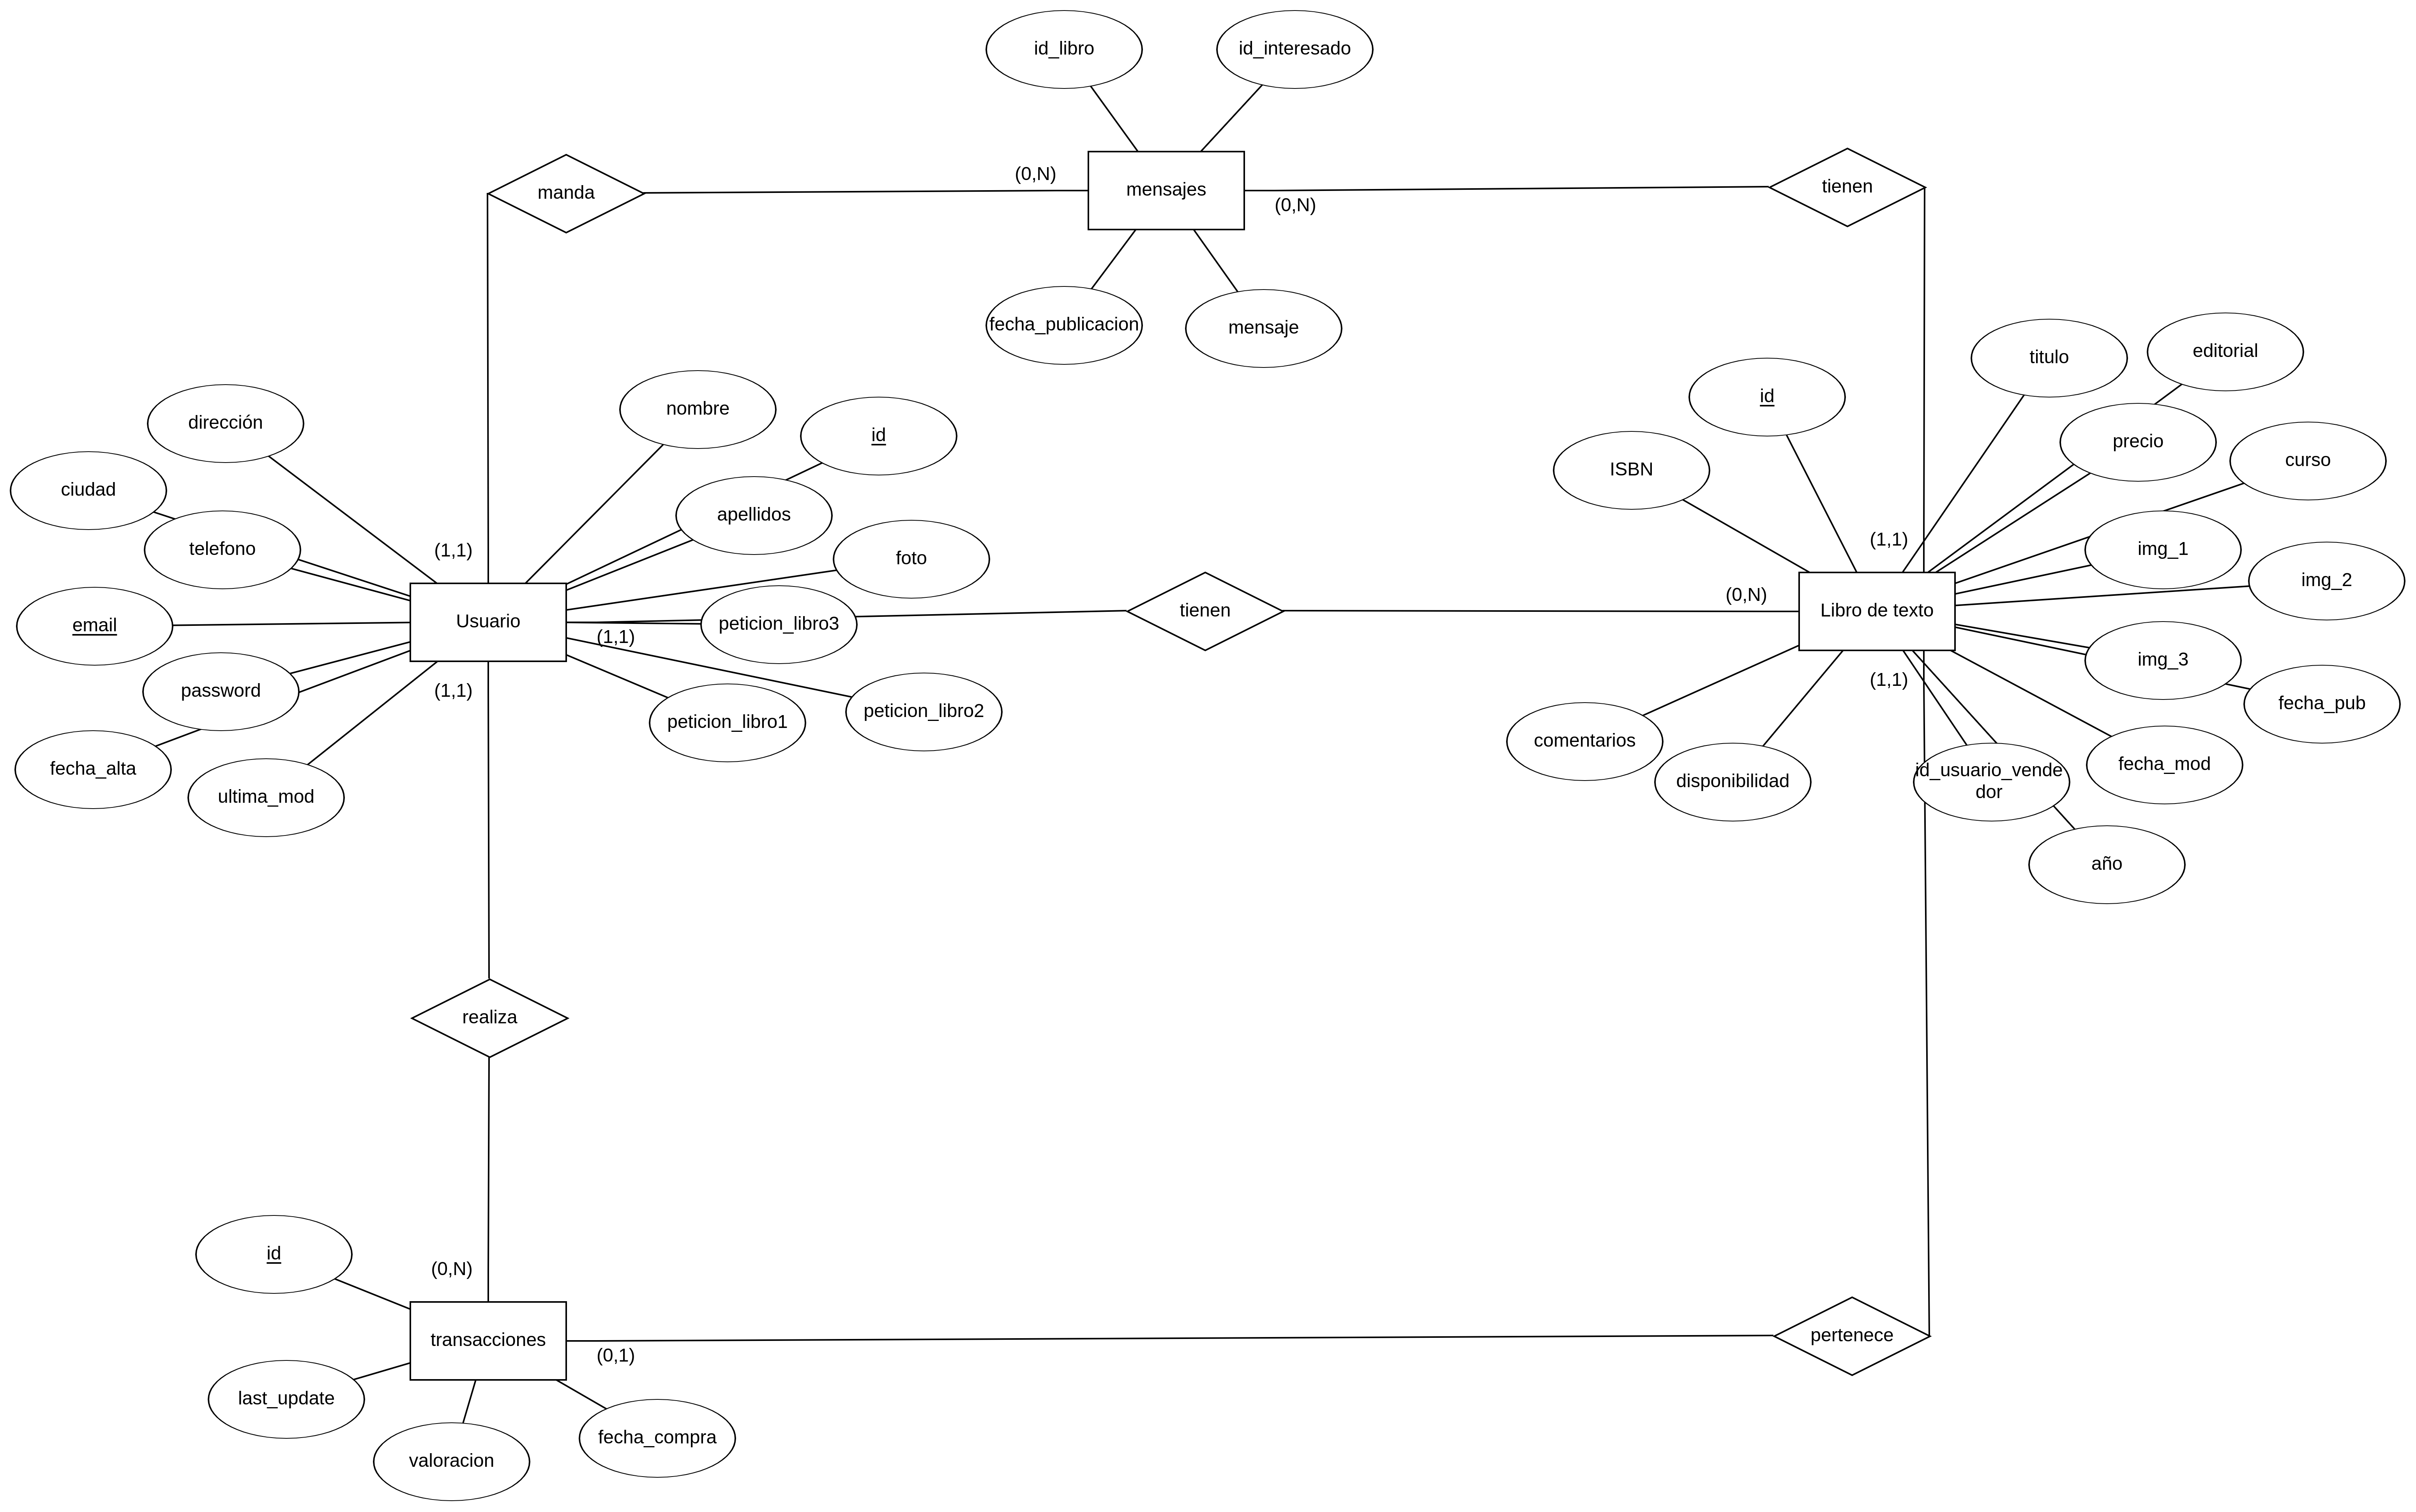 id_libro
id_interesado
manda
(0,N)
mensajes
(0,N)
tienen
fecha_publicacion
mensaje
dirección
nombre
id
ciudad
telefono
apellidos
foto
(1,1)
email
Usuario
(1,1)
peticion_libro3
password
(1,1)
peticion_libro1
peticion_libro2
fecha_alta
ultima_mod
tienen
(0,N)
titulo
editorial
id
precio
ISBN
curso
(1,1)
img_1
img_2
Libro de texto
img_3
(1,1)
fecha_pub
comentarios
disponibilidad
id_usuario_vende
dor
fecha_mod
año
realiza
id
(0,N)
transacciones
(0,1)
pertenece
last_update
valoracion
fecha_compra